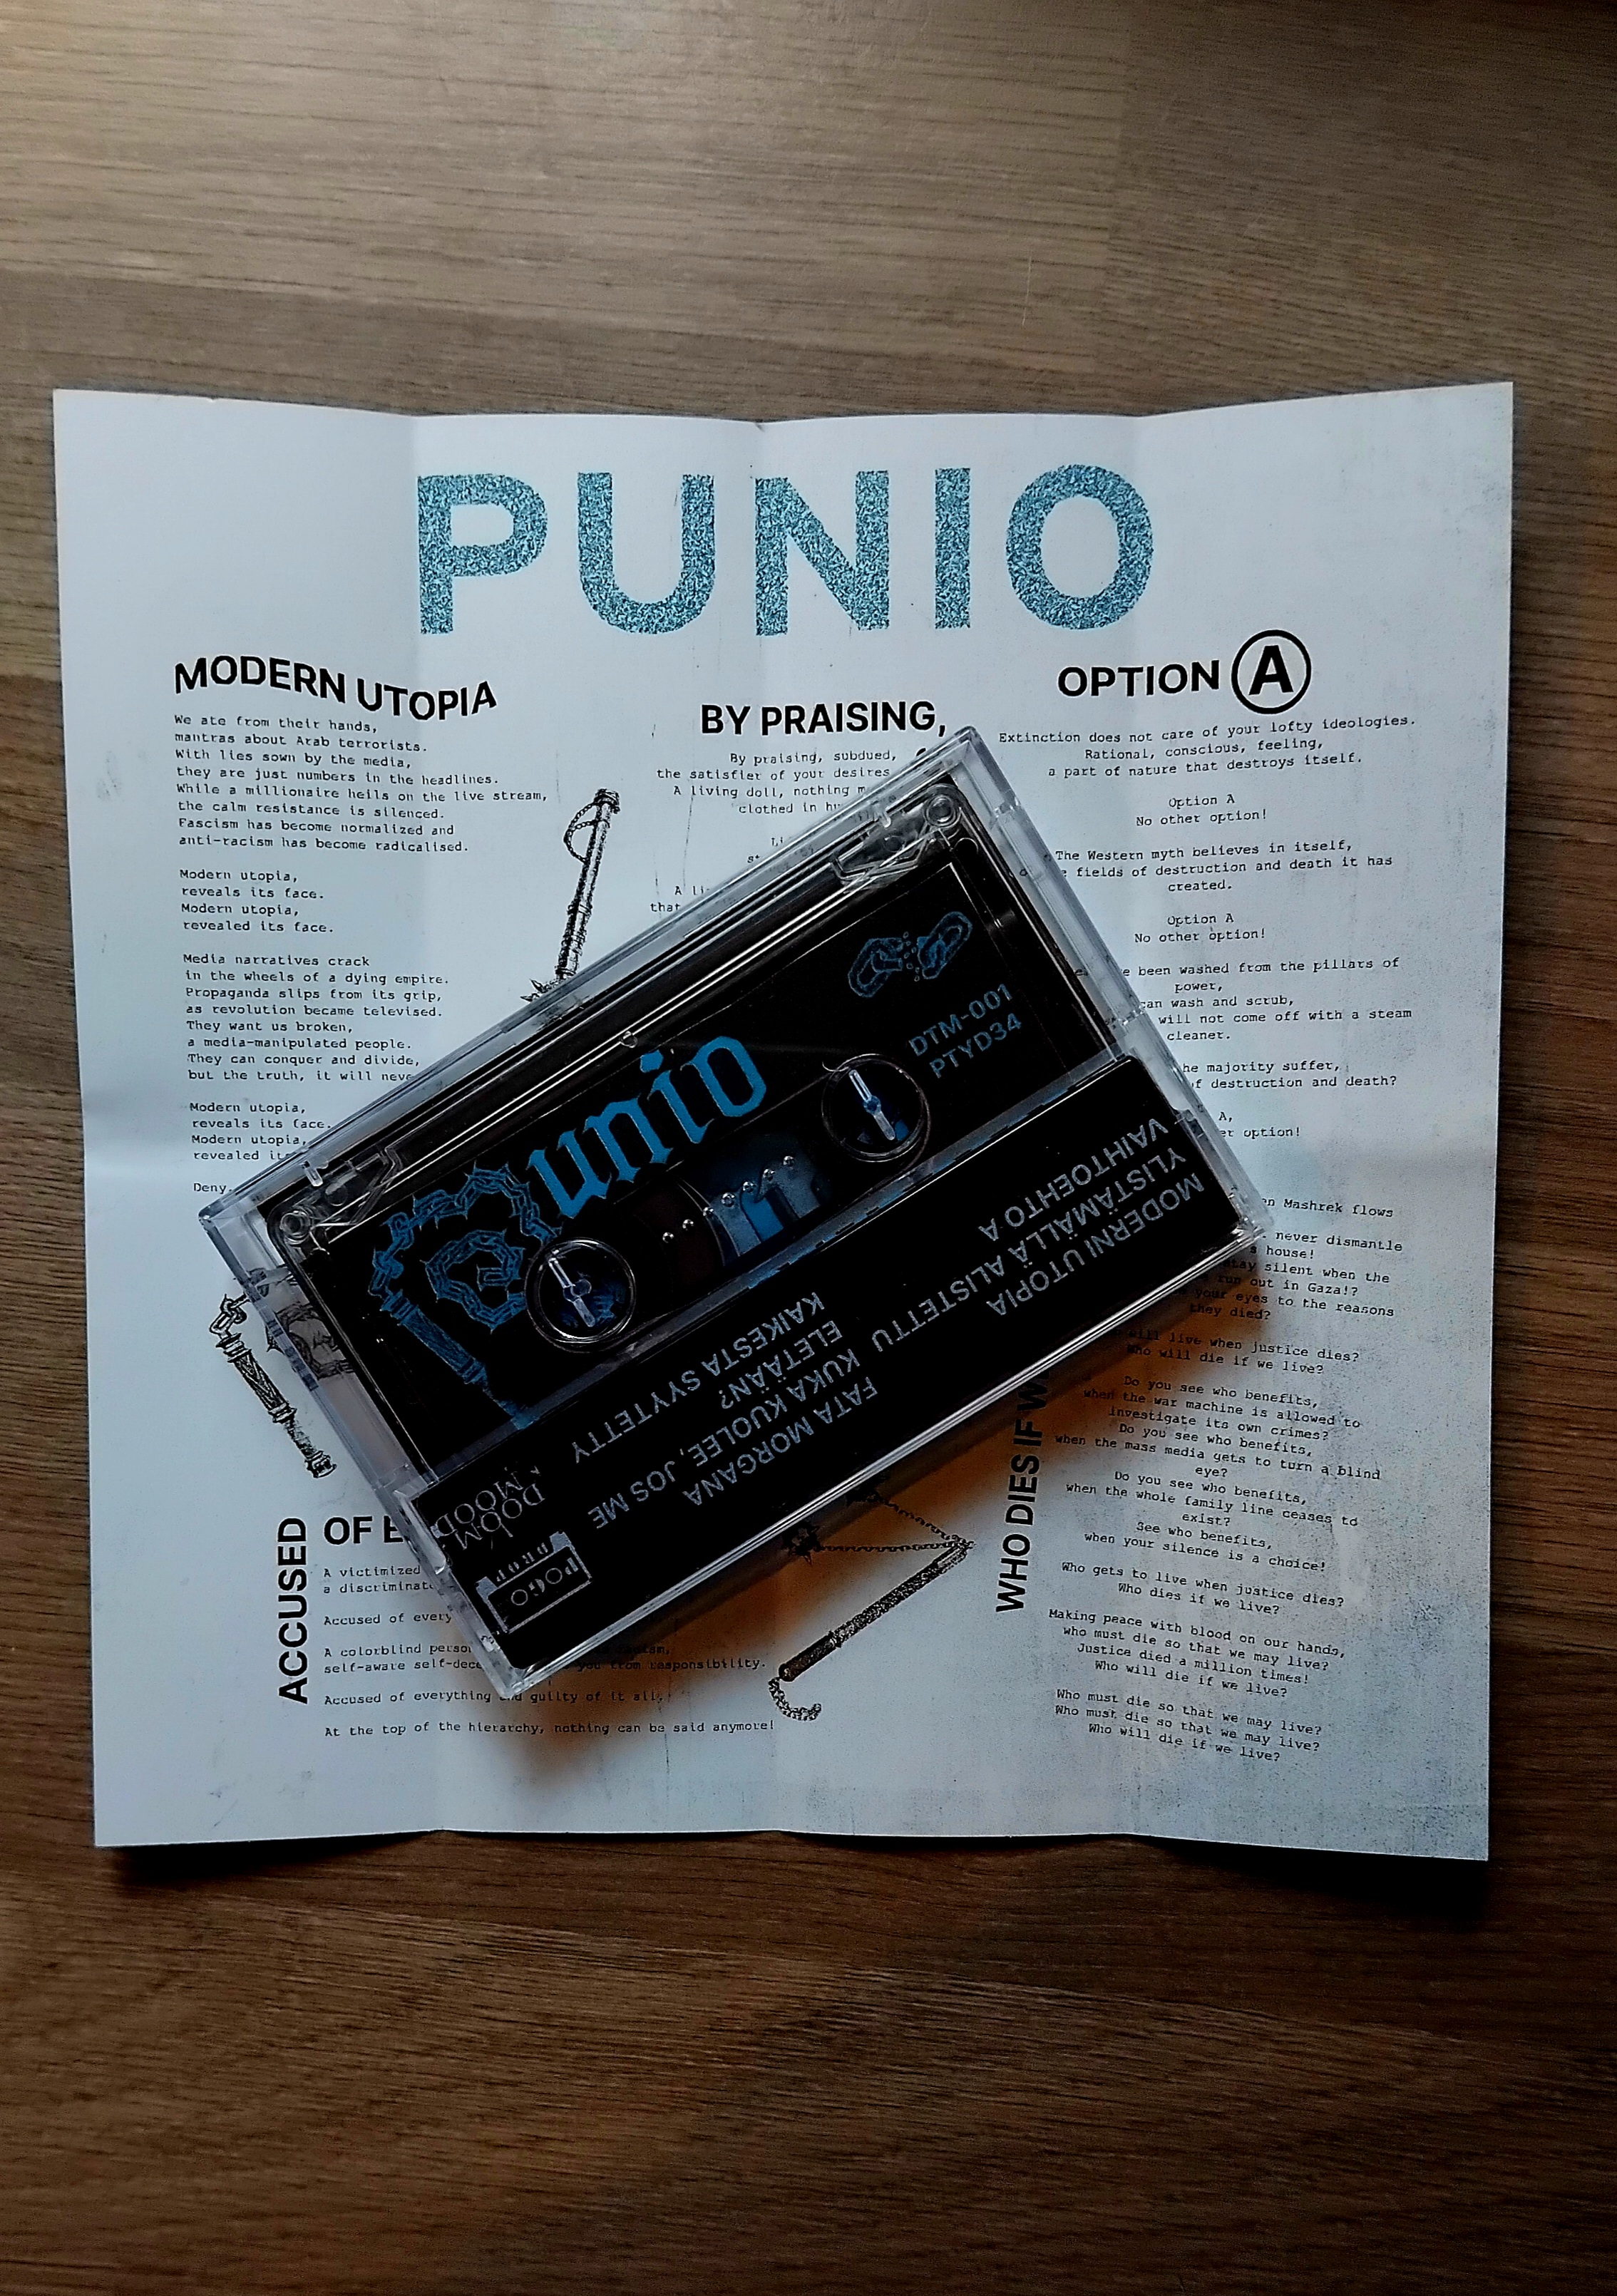 PUNIO
MODERN UTOPIA
We ate from their hands,
mantras about Arab terrorists.
With lies sown by the media,
they are just numbers in the headlines.
While a millionaire heils on the live stream,
the calm resistance is silenced.
Fascism has become normalized and
anti-racism has become radicalised.
Modern utopia,
reveals its face.
Modern utopia,
revealed its face.
Media narratives crack
in the wheels of a dying empire.
Propaganda slips from its grip,
as revolution became televised.
They want us broken,
a media-manipulated people.
They can conquer and divide,
but the truth, it will neve
Modern utopia,
reveals its face.
Modern utopia,
revealed its
Deny.
BY PRAISING,
By praising, subdued,
the satisfier of your desires
A living doll, nothing m
clothed in hu
A li
that
OPTION A
Extinction does not care of your lofty ideologies.
Rational, conscious, feeling,
a part of nature that destroys itself.
Option A
No other option!
The Western myth believes in itself,
fields of destruction and death it has
created.
Option A
No other option!
been washed from the pillars of
power,
can wash and scrub,
will not come off with a steam
cleaner.
he majority suffer,
f destruction and death?
A,
er option!
Punio
DTM-001
PTYD34
MODERNI UTOPIA
YLISTÄMÄLLÄ ALISTETTU
VAIHTOEHTO A
FATA MORGANA
KUKA KUOLEE, JOS ME
ELETÄÄN?
KAIKESTA SYYTETTY
DOOM
MOOD
POGO
DROP
ACCUSED
OF E
A victimized
a discriminat
Accused of every
A colorblind perso
self-aware self-dece you from responsibility.
Accused of everything and guilty of it all,
At the top of the hierarchy, nothing can be said anymore!
WHO DIES IF W
n Mashrek flows
never dismantle
house!
stay silent when the
run out in Gaza!?
your eyes to the reasons
they died?
will live when justice dies?
Who will die if we live?
Do you see who benefits,
when the war machine is allowed to
investigate its own crimes?
Do you see who benefits,
when the mass media gets to turn a blind
eye?
Do you see who benefits,
when the whole family line ceases to
exist?
See who benefits,
when your silence is a choice!
Who gets to live when justice dies?
Who dies if we live?
Making peace with blood on our hands,
who must die so that we may live?
Justice died a million times!
Who will die if we live?
Who must die so that we may live?
Who must die so that we may live?
Who will die if we live?